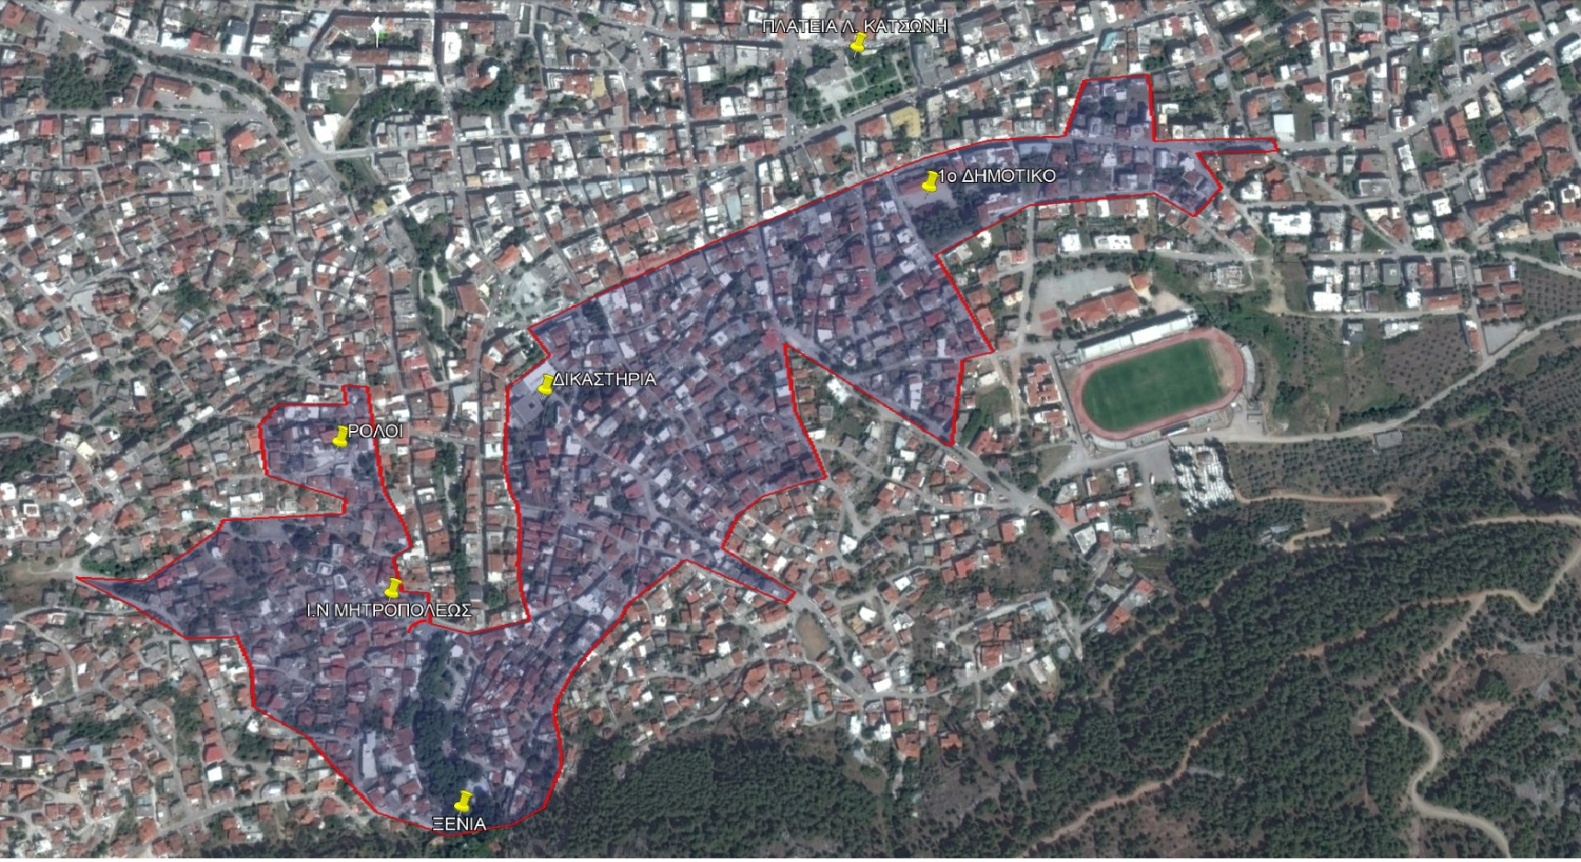 ΠΛΑΤΕΙΑ Λ. ΚΑΤΣΩΝΗ
1ο ΔΗΜΟΤΙΚΟ
ΔΙΚΑΣΤΗΡΙΑ
ΡΟΛΟΙ
Ι.Ν ΜΗΤΡΟΠΟΛΕΩΣ
ΞΕΝΙΑ